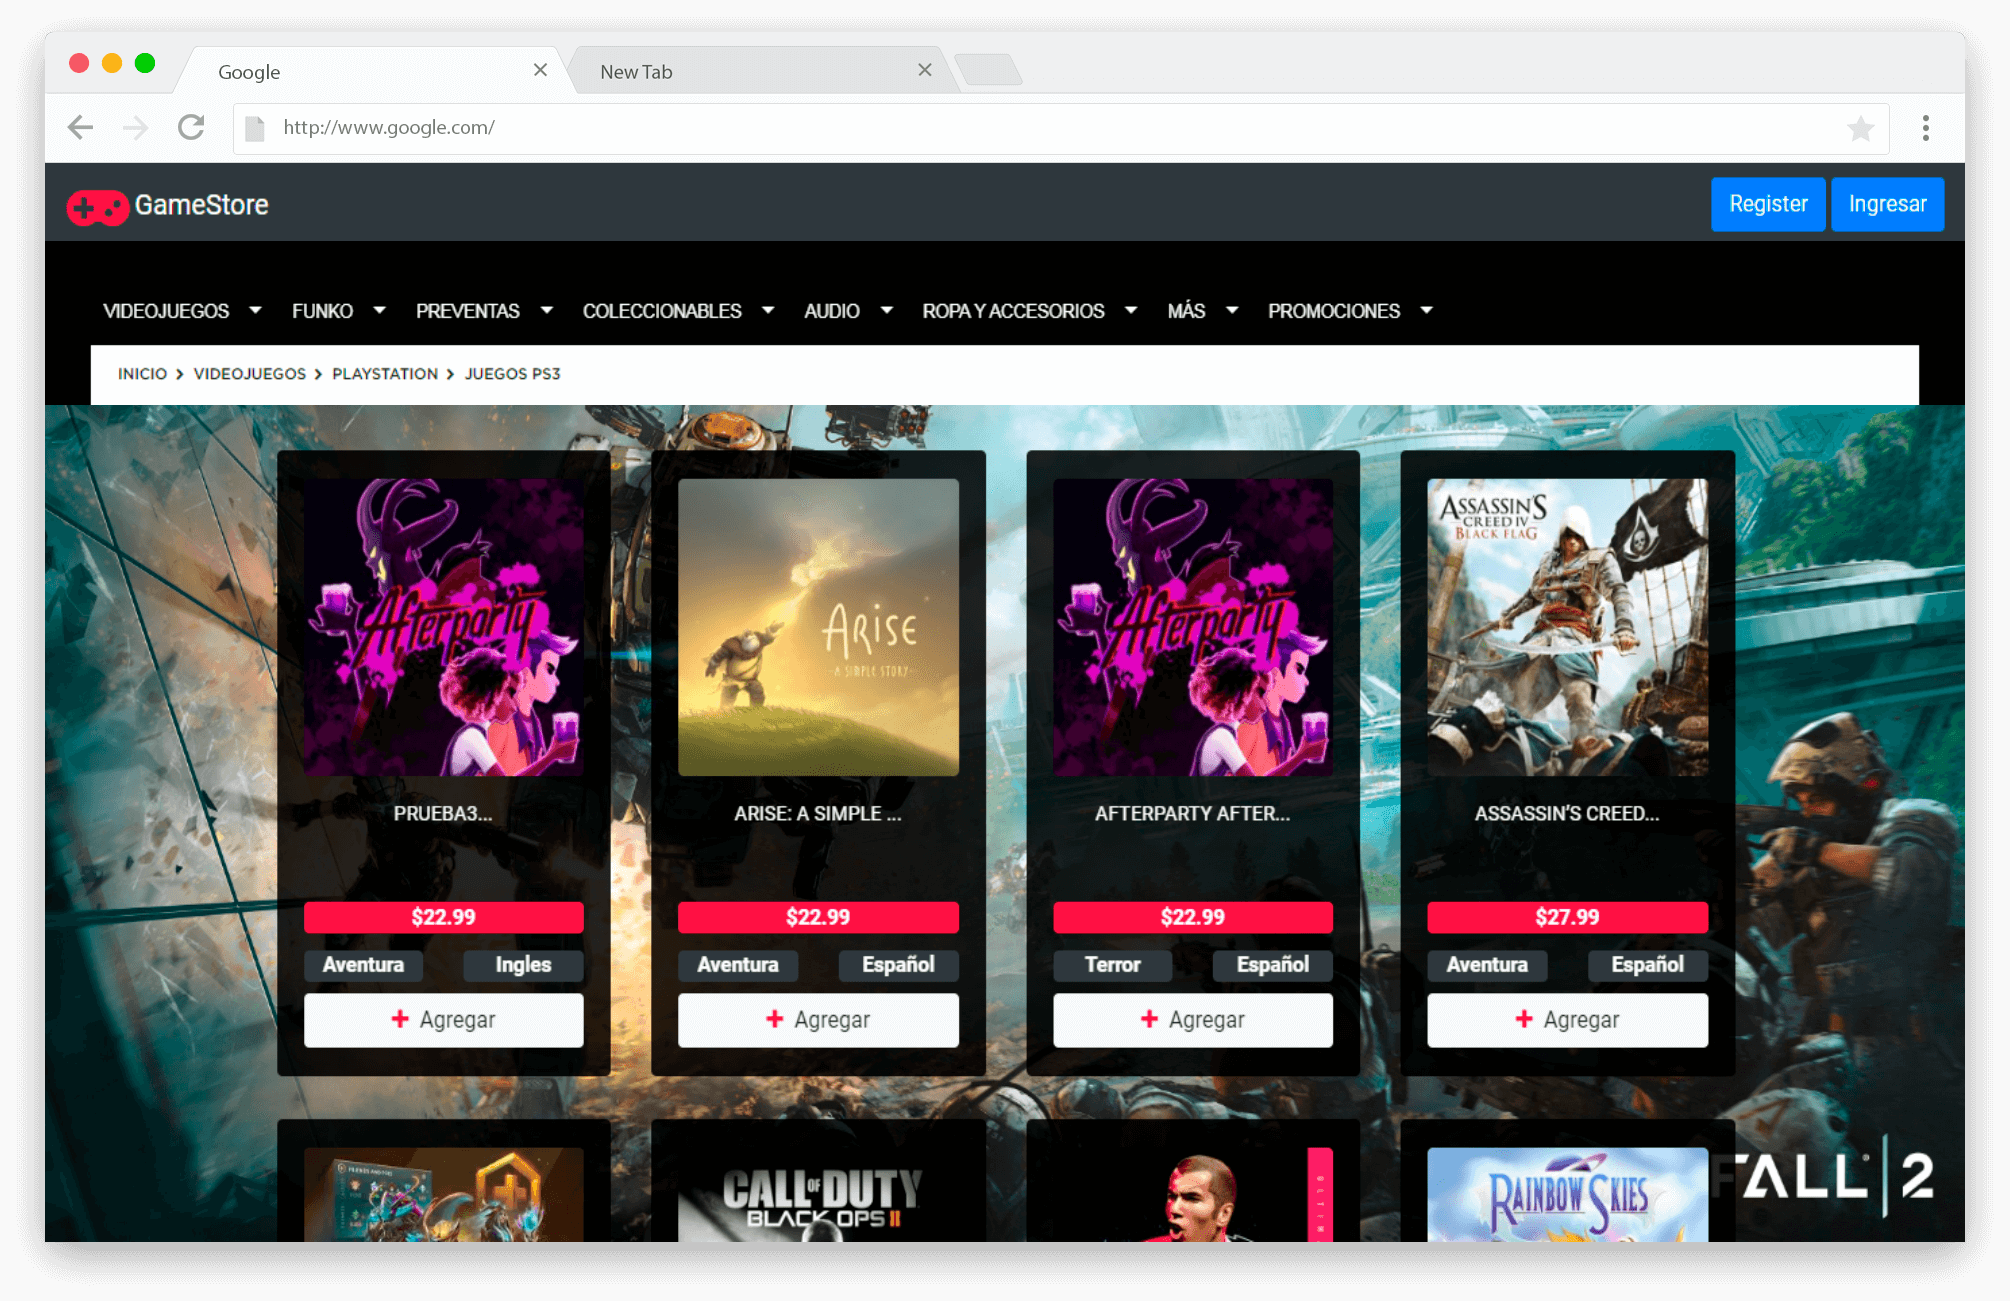 Google
New Tab
http://www.google.com/
GameStore
Register
Ingresar
VIDEOJUEGOS
FUNKO
PREVENTAS
COLECCIONABLES
AUDIO
ROPA Y ACCESORIOS
MÁS
PROMOCIONES
INICIO > VIDEOJUEGOS > PLAYSTATION > JUEGOS PS3
Afterparty
ARISE
A SIMPLE STORY
Afterparty
ASSASSIN'S
CREED IV
BLACK FLAG
PRUEBA3...
ARISE: A SIMPLE ...
AFTERPARTY AFTER...
ASSASSIN'S CREED...
$22.99
$22.99
$22.99
$27.99
Aventura
Ingles
Aventura
Español
Terror
Español
Aventura
Español
+ Agregar
+ Agregar
+ Agregar
+ Agregar
CALL OF DUTY
BLACK OPS II
RAINBOW SKIES
FALL 2